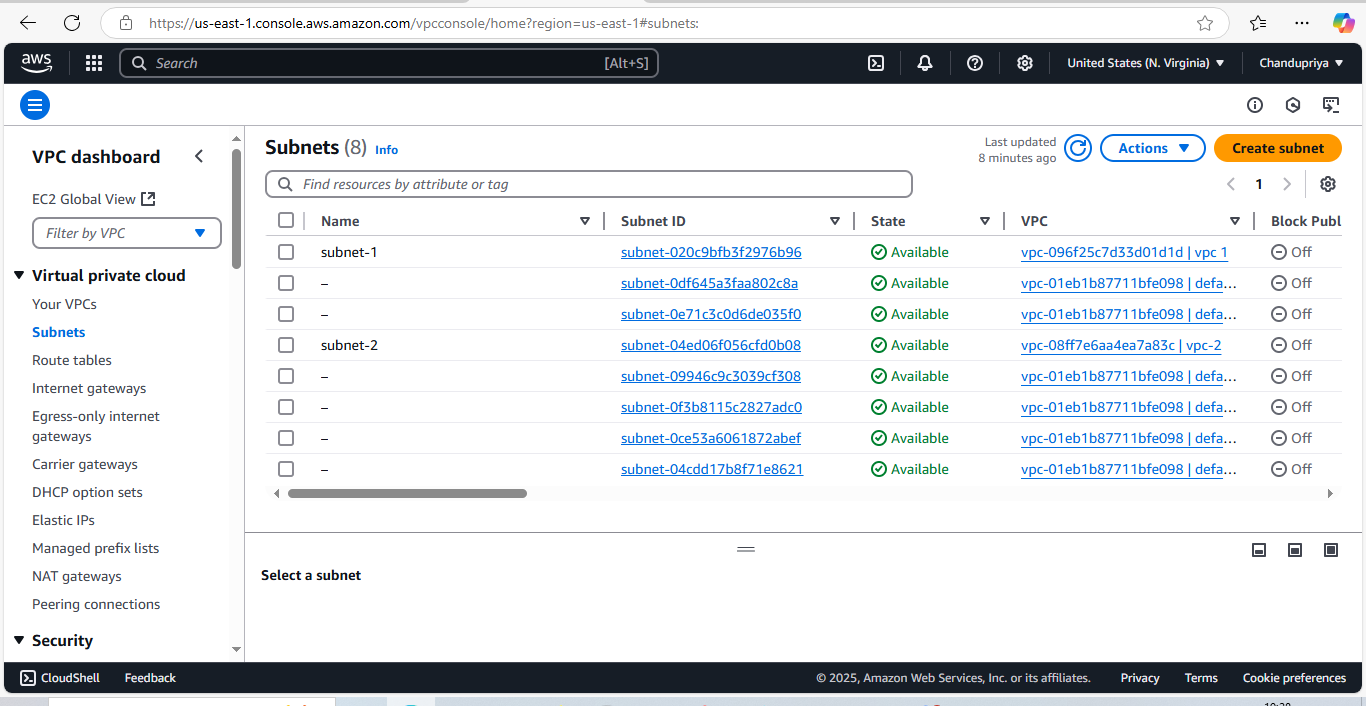 https://us-east-1.console.aws.amazon.com/vpcconsole/home?region=us-east-1#subnets:
aws Search [Alt+S] United States (N. Virginia) Chandupriya
VPC dashboard
EC2 Global View
Filter by VPC
Virtual private cloud
Your VPCs
Subnets
Route tables
Internet gateways
Egress-only internet
gateways
Carrier gateways
DHCP option sets
Elastic IPs
Managed prefix lists
NAT gateways
Peering connections
Security
Subnets (8) Info
Last updated
8 minutes ago
Actions
Create subnet
Find resources by attribute or tag
1
Name Subnet ID State VPC Block Publ
subnet-1 subnet-020c9bfb3f2976b96 Available vpc-096f25c7d33d01d1d | vpc 1 Off
– subnet-0df645a3faa802c8a Available vpc-01eb1b87711bfe098 | defa... Off
– subnet-0e71c3c0d6de035f0 Available vpc-01eb1b87711bfe098 | defa... Off
subnet-2 subnet-04ed06f056cfd0b08 Available vpc-08ff7e6aa4ea7a83c | vpc-2 Off
– subnet-09946c9c3039cf308 Available vpc-01eb1b87711bfe098 | defa... Off
– subnet-0f3b8115c2827adc0 Available vpc-01eb1b87711bfe098 | defa... Off
– subnet-0ce53a6061872abef Available vpc-01eb1b87711bfe098 | defa... Off
– subnet-04cdd17b8f71e8621 Available vpc-01eb1b87711bfe098 | defa... Off
Select a subnet
CloudShell Feedback © 2025, Amazon Web Services, Inc. or its affiliates. Privacy Terms Cookie preferences